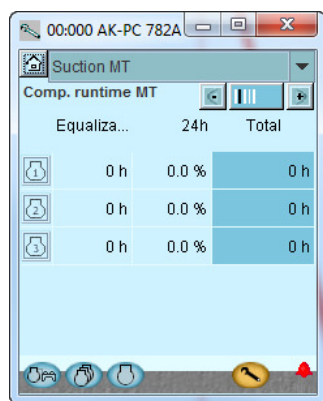 00:000 AK-PC 782A
Suction MT
Comp. runtime MT
Equaliza... 24h Total
1 0 h 0.0 % 0 h
2 0 h 0.0 % 0 h
3 0 h 0.0 % 0 h